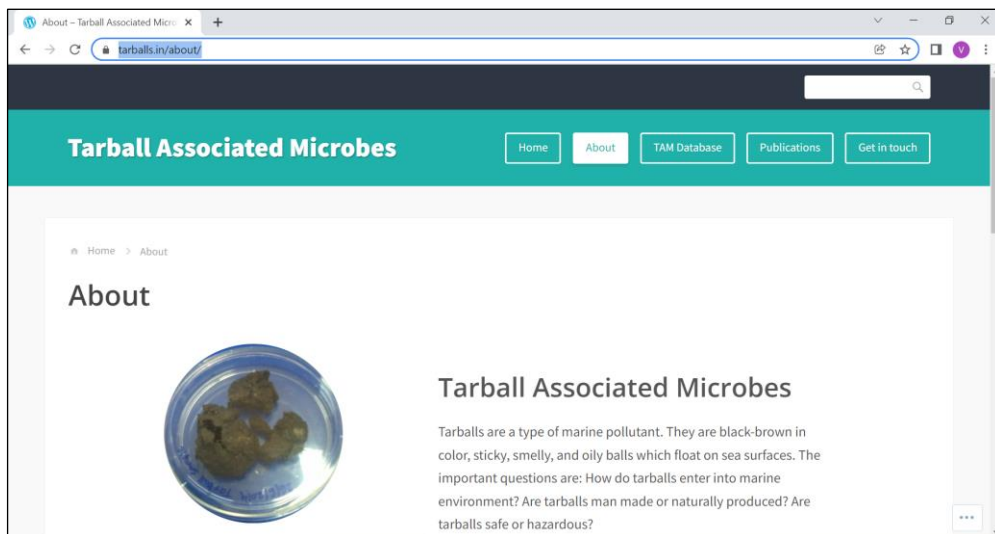 About – Tarball Associated Micro
tarballs.in/about/
V
Tarball Associated Microbes
Home
About
TAM Database
Publications
Get in touch
Home > About
About
Tarball Associated Microbes
Tarballs are a type of marine pollutant. They are black-brown in
color, sticky, smelly, and oily balls which float on sea surfaces. The
important questions are: How do tarballs enter into marine
environment? Are tarballs man made or naturally produced? Are
tarballs safe or hazardous?